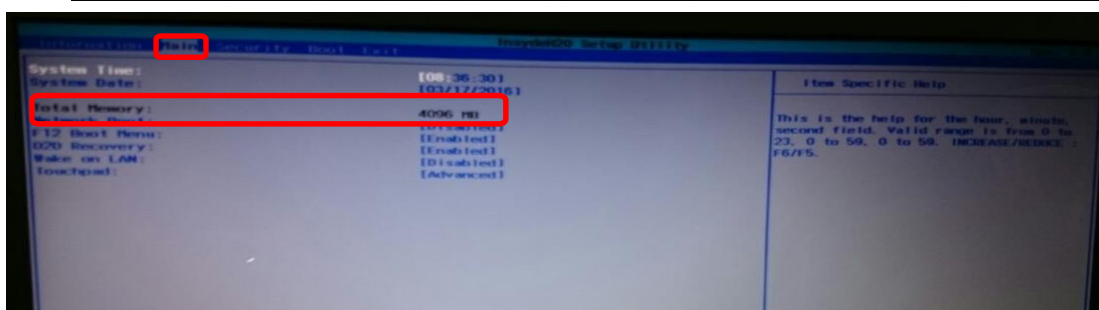 InsydeH20 Setup Utility
Information Main Security Boot Exit
System Time: [08:36:30]
System Date: [03/17/2016]
Total Memory: 4096 MB
Network Boot: [Disabled]
F12 Boot Menu: [Enabled]
D2D Recovery: [Enabled]
Wake on LAN: [Disabled]
Touchpad: [Advanced]
Item Specific Help
This is the help for the hour, minute,
second field. Valid range is from 0 to
23, 0 to 59, 0 to 59. INCREASE/REDUCE :
F6/F5.